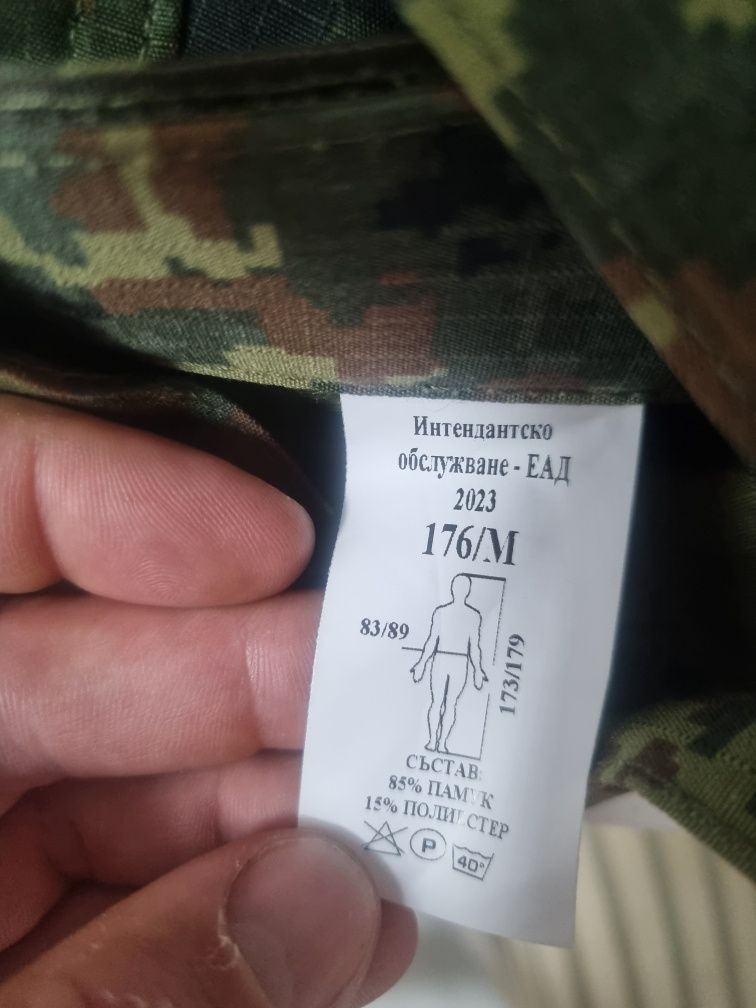 Интендантско
обслужване - ЕАД
2023
176/М
83/89
173/179
СЪСТАВ:
85% ПАМУК
15% ПОЛИЕСТЕР
P
40°